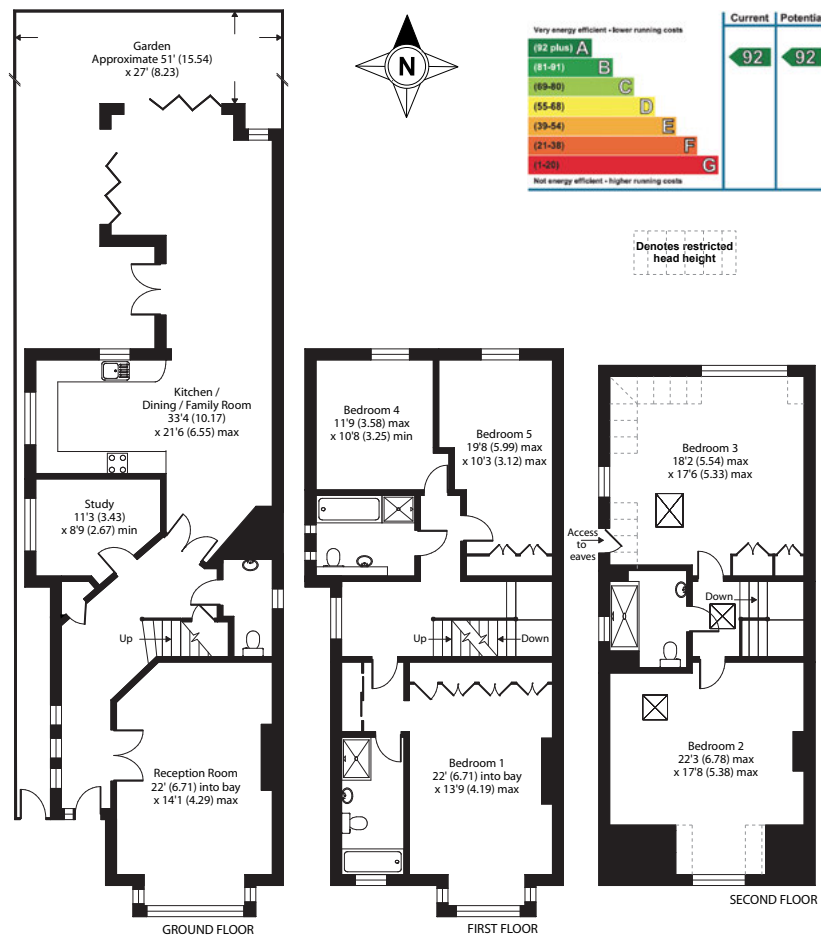 Garden
Approximate 51' (15.54)
x 27' (8.23)
N
Current
Potential
Very energy efficient - lower running costs
(92 plus) A
(81-91) B
(69-80) C
(55-68) D
(39-54) E
(21-38) F
(1-20) G
92
92
Not energy efficient - higher running costs
Denotes restricted
head height
Kitchen /
Dining / Family Room
33'4 (10.17)
x 21'6 (6.55) max
Study
11'3 (3.43)
x 8'9 (2.67) min
Up
Reception Room
22' (6.71) into bay
x 14'1 (4.29) max
GROUND FLOOR
Bedroom 4
11'9 (3.58) max
x 10'8 (3.25) min
Bedroom 5
19'8 (5.99) max
x 10'3 (3.12) max
Up
Down
Bedroom 1
22' (6.71) into bay
x 13'9 (4.19) max
FIRST FLOOR
Bedroom 3
18'2 (5.54) max
x 17'6 (5.33) max
Access
to
eaves
Down
Bedroom 2
22'3 (6.78) max
x 17'8 (5.38) max
SECOND FLOOR